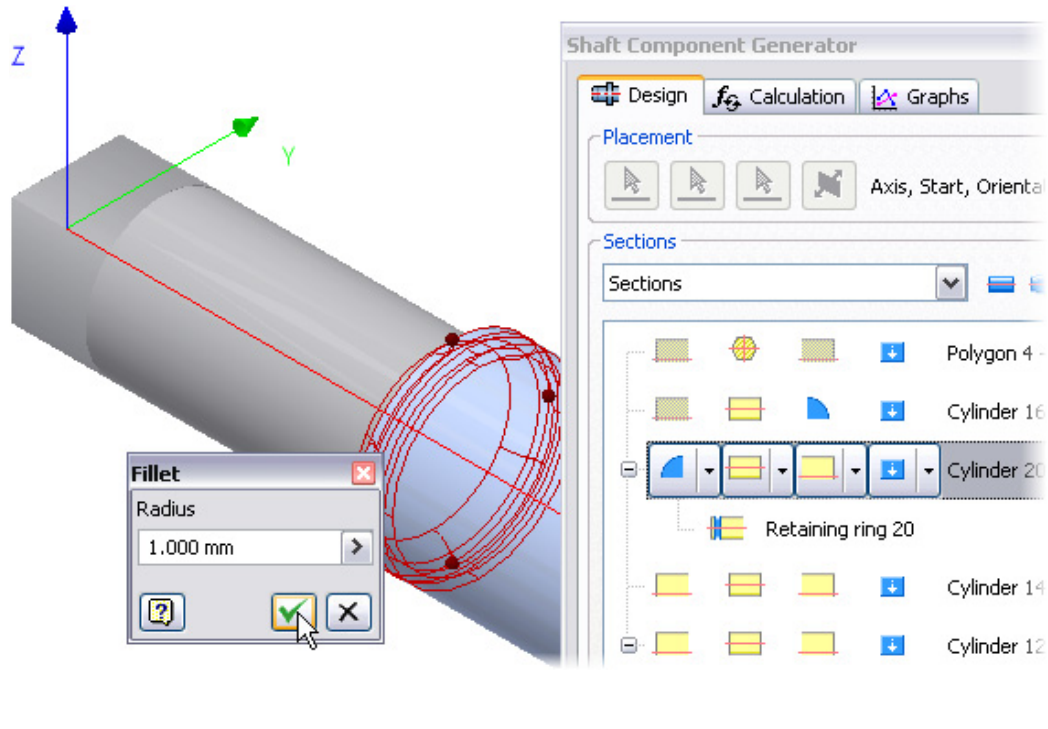 Z
Y
Shaft Component Generator
Design
Calculation
Graphs
Placement
Axis, Start, Orienta
Sections
Sections
Polygon 4 -
Cylinder 16
Cylinder 20
Retaining ring 20
Cylinder 14
Cylinder 12
Fillet
Radius
1.000 mm